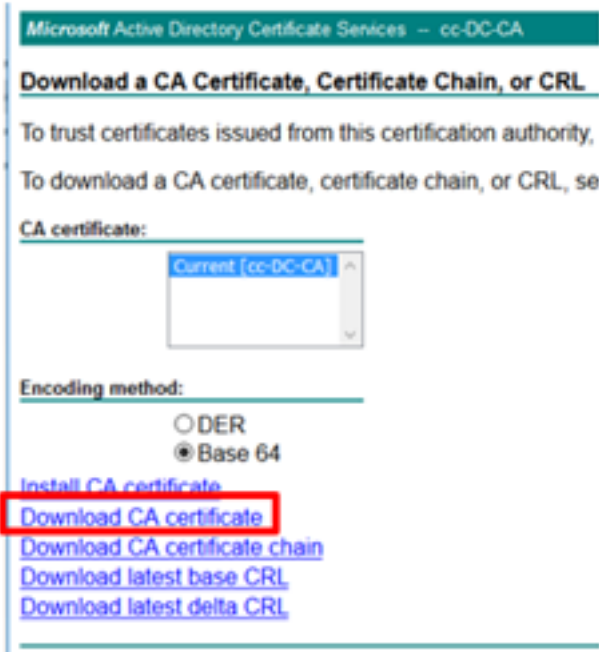 Microsoft Active Directory Certificate Services -- cc-DC-CA
Download a CA Certificate, Certificate Chain, or CRL
To trust certificates issued from this certification authority,
To download a CA certificate, certificate chain, or CRL, se
CA certificate:
Current [cc-DC-CA]
Encoding method:
DER
Base 64
Install CA certificate
Download CA certificate
Download CA certificate chain
Download latest base CRL
Download latest delta CRL